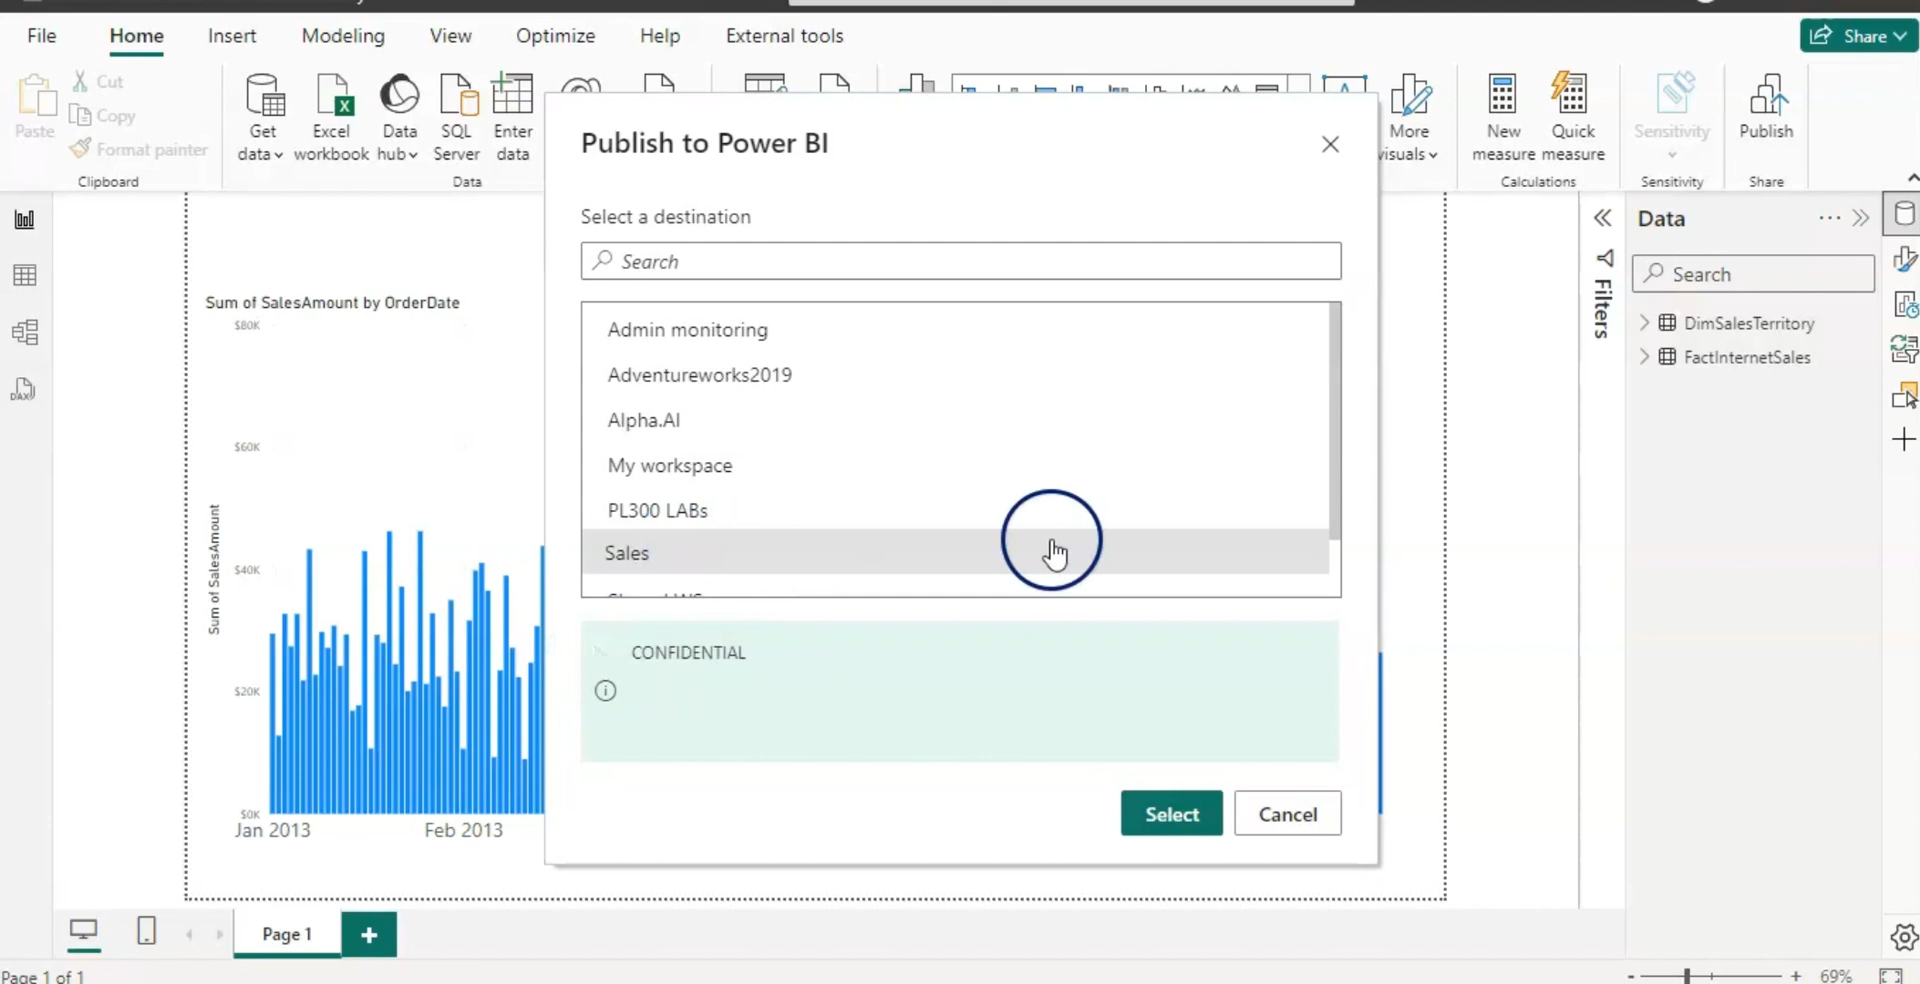 File Home Insert Modeling View Optimize Help External tools Share
Paste
Cut
Copy
Format painter
Clipboard
Get data
Excel workbook
Data hub
SQL Server
Enter data
Data
More visuals
New measure
Quick measure
Calculations
Sensitivity
Sensitivity
Publish
Share
Publish to Power BI
Select a destination
Search
Admin monitoring
Adventureworks2019
Alpha.AI
My workspace
PL300 LABs
Sales
CONFIDENTIAL
Select
Cancel
Sum of SalesAmount by OrderDate
$80K
$60K
$40K
$20K
$0K
Sum of SalesAmount
Jan 2013
Feb 2013
Filters
Data
Search
DimSalesTerritory
FactInternetSales
DAX
Page 1
Page 1 of 1
69%